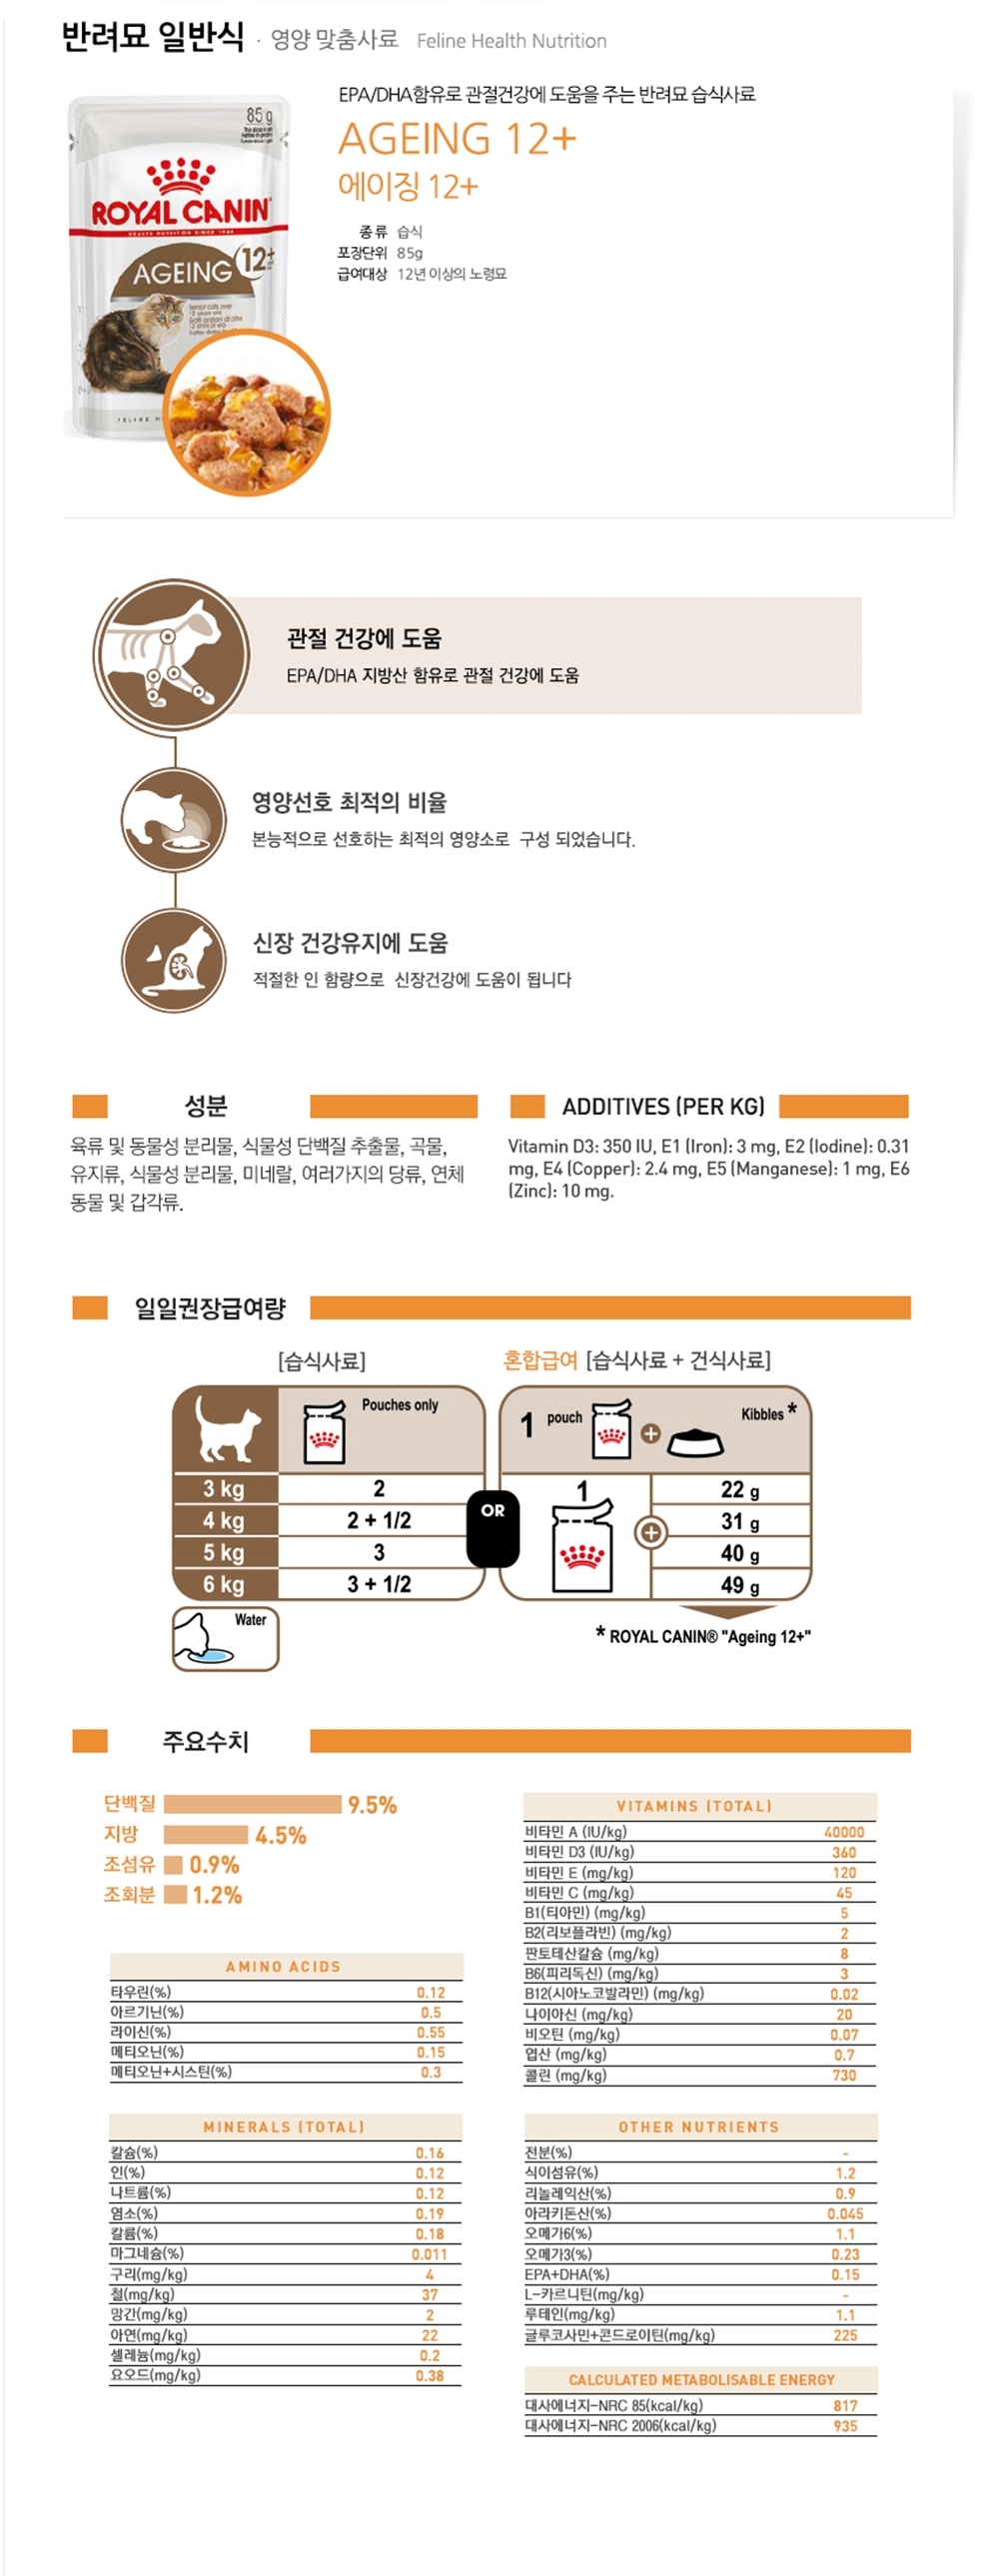 반려묘 일반식 · 영양 맞춤사료 Feline Health Nutrition
EPA/DHA함유로 관절건강에 도움을 주는 반려묘 습식사료
AGEING 12+
에이징 12+
종류 습식
포장단위 85g
급여대상 12년 이상의 노령묘
85 g
ROYAL CANIN
HEALTH NUTRITION SINCE 1968
AGEING 12+
Senior cats over
12 years old
관절 건강에 도움
EPA/DHA 지방산 함유로 관절 건강에 도움
영양선호 최적의 비율
본능적으로 선호하는 최적의 영양소로 구성 되었습니다.
신장 건강유지에 도움
적절한 인 함량으로 신장건강에 도움이 됩니다
성분
육류 및 동물성 분리물, 식물성 단백질 추출물, 곡물,
유지류, 식물성 분리물, 미네랄, 여러가지의 당류, 연체
동물 및 갑각류.
ADDITIVES (PER KG)
Vitamin D3: 350 IU, E1 (Iron): 3 mg, E2 (Iodine): 0.31
mg, E4 (Copper): 2.4 mg, E5 (Manganese): 1 mg, E6
(Zinc): 10 mg.
일일권장급여량
[습식사료]
혼합급여 [습식사료 + 건식사료]
Pouches only
1 pouch + Kibbles *
3 kg 2 1 22 g
4 kg 2 + 1/2 31 g
OR
+
5 kg 3 40 g
6 kg 3 + 1/2 49 g
Water
* ROYAL CANIN® "Ageing 12+"
주요수치
단백질 9.5%
지방 4.5%
조섬유 0.9%
조회분 1.2%
AMINO ACIDS
타우린(%) 0.12
아르기닌(%) 0.5
라이신(%) 0.55
메티오닌(%) 0.15
메티오닌+시스틴(%) 0.3
MINERALS (TOTAL)
칼슘(%) 0.16
인(%) 0.12
나트륨(%) 0.12
염소(%) 0.19
칼륨(%) 0.18
마그네슘(%) 0.011
구리(mg/kg) 4
철(mg/kg) 37
망간(mg/kg) 2
아연(mg/kg) 22
셀레늄(mg/kg) 0.2
요오드(mg/kg) 0.38
VITAMINS (TOTAL)
비타민 A (IU/kg) 40000
비타민 D3 (IU/kg) 360
비타민 E (mg/kg) 120
비타민 C (mg/kg) 45
B1(티아민) (mg/kg) 5
B2(리보플라빈) (mg/kg) 2
판토테산칼슘 (mg/kg) 8
B6(피리독신) (mg/kg) 3
B12(시아노코발라민) (mg/kg) 0.02
나이아신 (mg/kg) 20
비오틴 (mg/kg) 0.07
엽산 (mg/kg) 0.7
콜린 (mg/kg) 730
OTHER NUTRIENTS
전분(%) -
식이섬유(%) 1.2
리놀레익산(%) 0.9
아라키돈산(%) 0.045
오메가6(%) 1.1
오메가3(%) 0.23
EPA+DHA(%) 0.15
L-카르니틴(mg/kg) -
루테인(mg/kg) 1.1
글루코사민+콘드로이틴(mg/kg) 225
CALCULATED METABOLISABLE ENERGY
대사에너지-NRC 85(kcal/kg) 817
대사에너지-NRC 2006(kcal/kg) 935